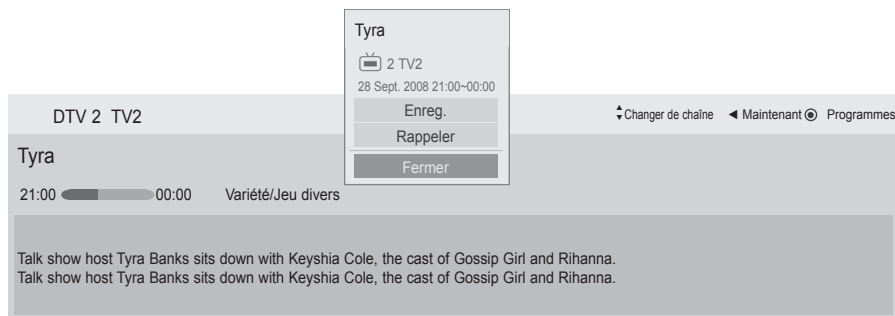 Tyra
2 TV2
28 Sept. 2008 21:00~00:00
Enreg.
Rappeler
Fermer
DTV 2 TV2
Changer de chaîne ◄ Maintenant ◉ Programmes
Tyra
21:00 00:00 Variété/Jeu divers
Talk show host Tyra Banks sits down with Keyshia Cole, the cast of Gossip Girl and Rihanna.
Talk show host Tyra Banks sits down with Keyshia Cole, the cast of Gossip Girl and Rihanna.